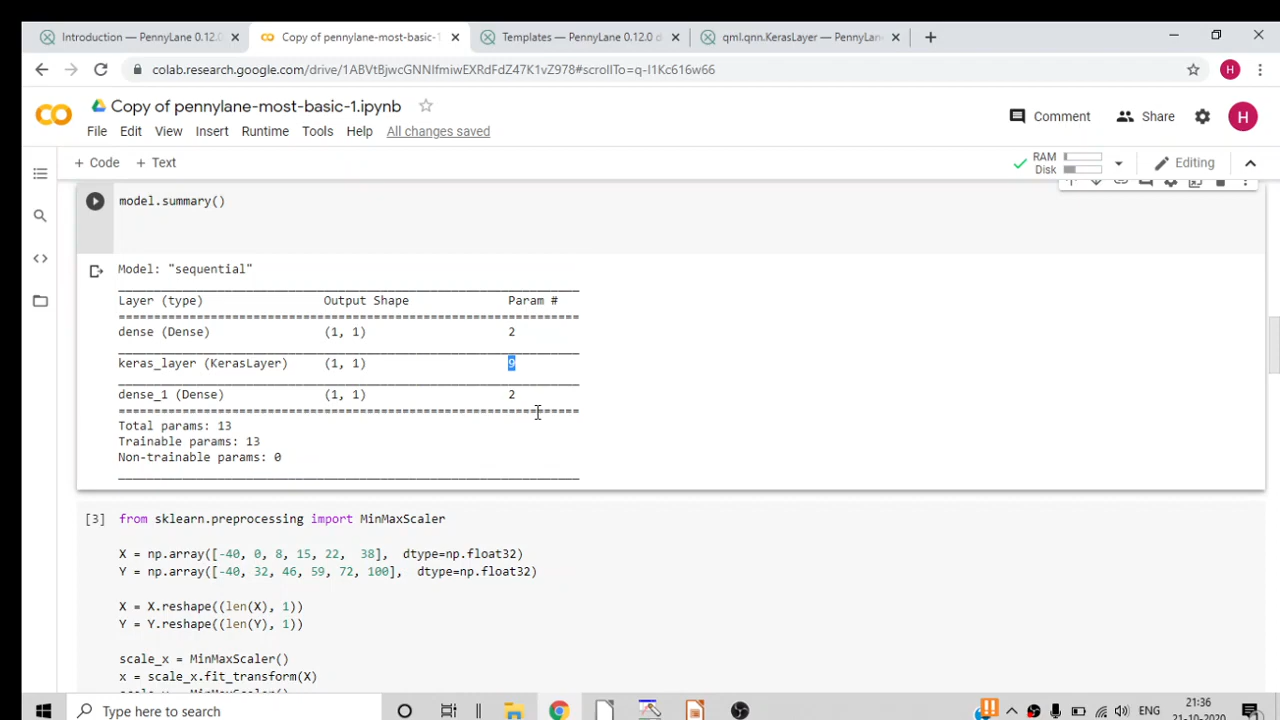 Introduction — PennyLane 0.12.0
Copy of pennylane-most-basic-1.
Templates — PennyLane 0.12.0 d
qml.qnn.KerasLayer — PennyLane
colab.research.google.com/drive/1ABVtBjwcGNNIfmiwEXRdFdZ47K1vZ978#scrollTo=q-I1Kc616w66
H
Copy of pennylane-most-basic-1.ipynb
Comment
Share
H
File Edit View Insert Runtime Tools Help All changes saved
+ Code + Text
RAM
Disk
Editing
model.summary()
Model: "sequential"
Layer (type) Output Shape Param #
dense (Dense) (1, 1) 2
keras_layer (KerasLayer) (1, 1) 9
dense_1 (Dense) (1, 1) 2
Total params: 13
Trainable params: 13
Non-trainable params: 0
[3] from sklearn.preprocessing import MinMaxScaler
X = np.array([-40, 0, 8, 15, 22, 38], dtype=np.float32)
Y = np.array([-40, 32, 46, 59, 72, 100], dtype=np.float32)
X = X.reshape((len(X), 1))
Y = Y.reshape((len(Y), 1))
scale_x = MinMaxScaler()
x = scale_x.fit_transform(X)
Type here to search
ENG
21:36
21-10-2020